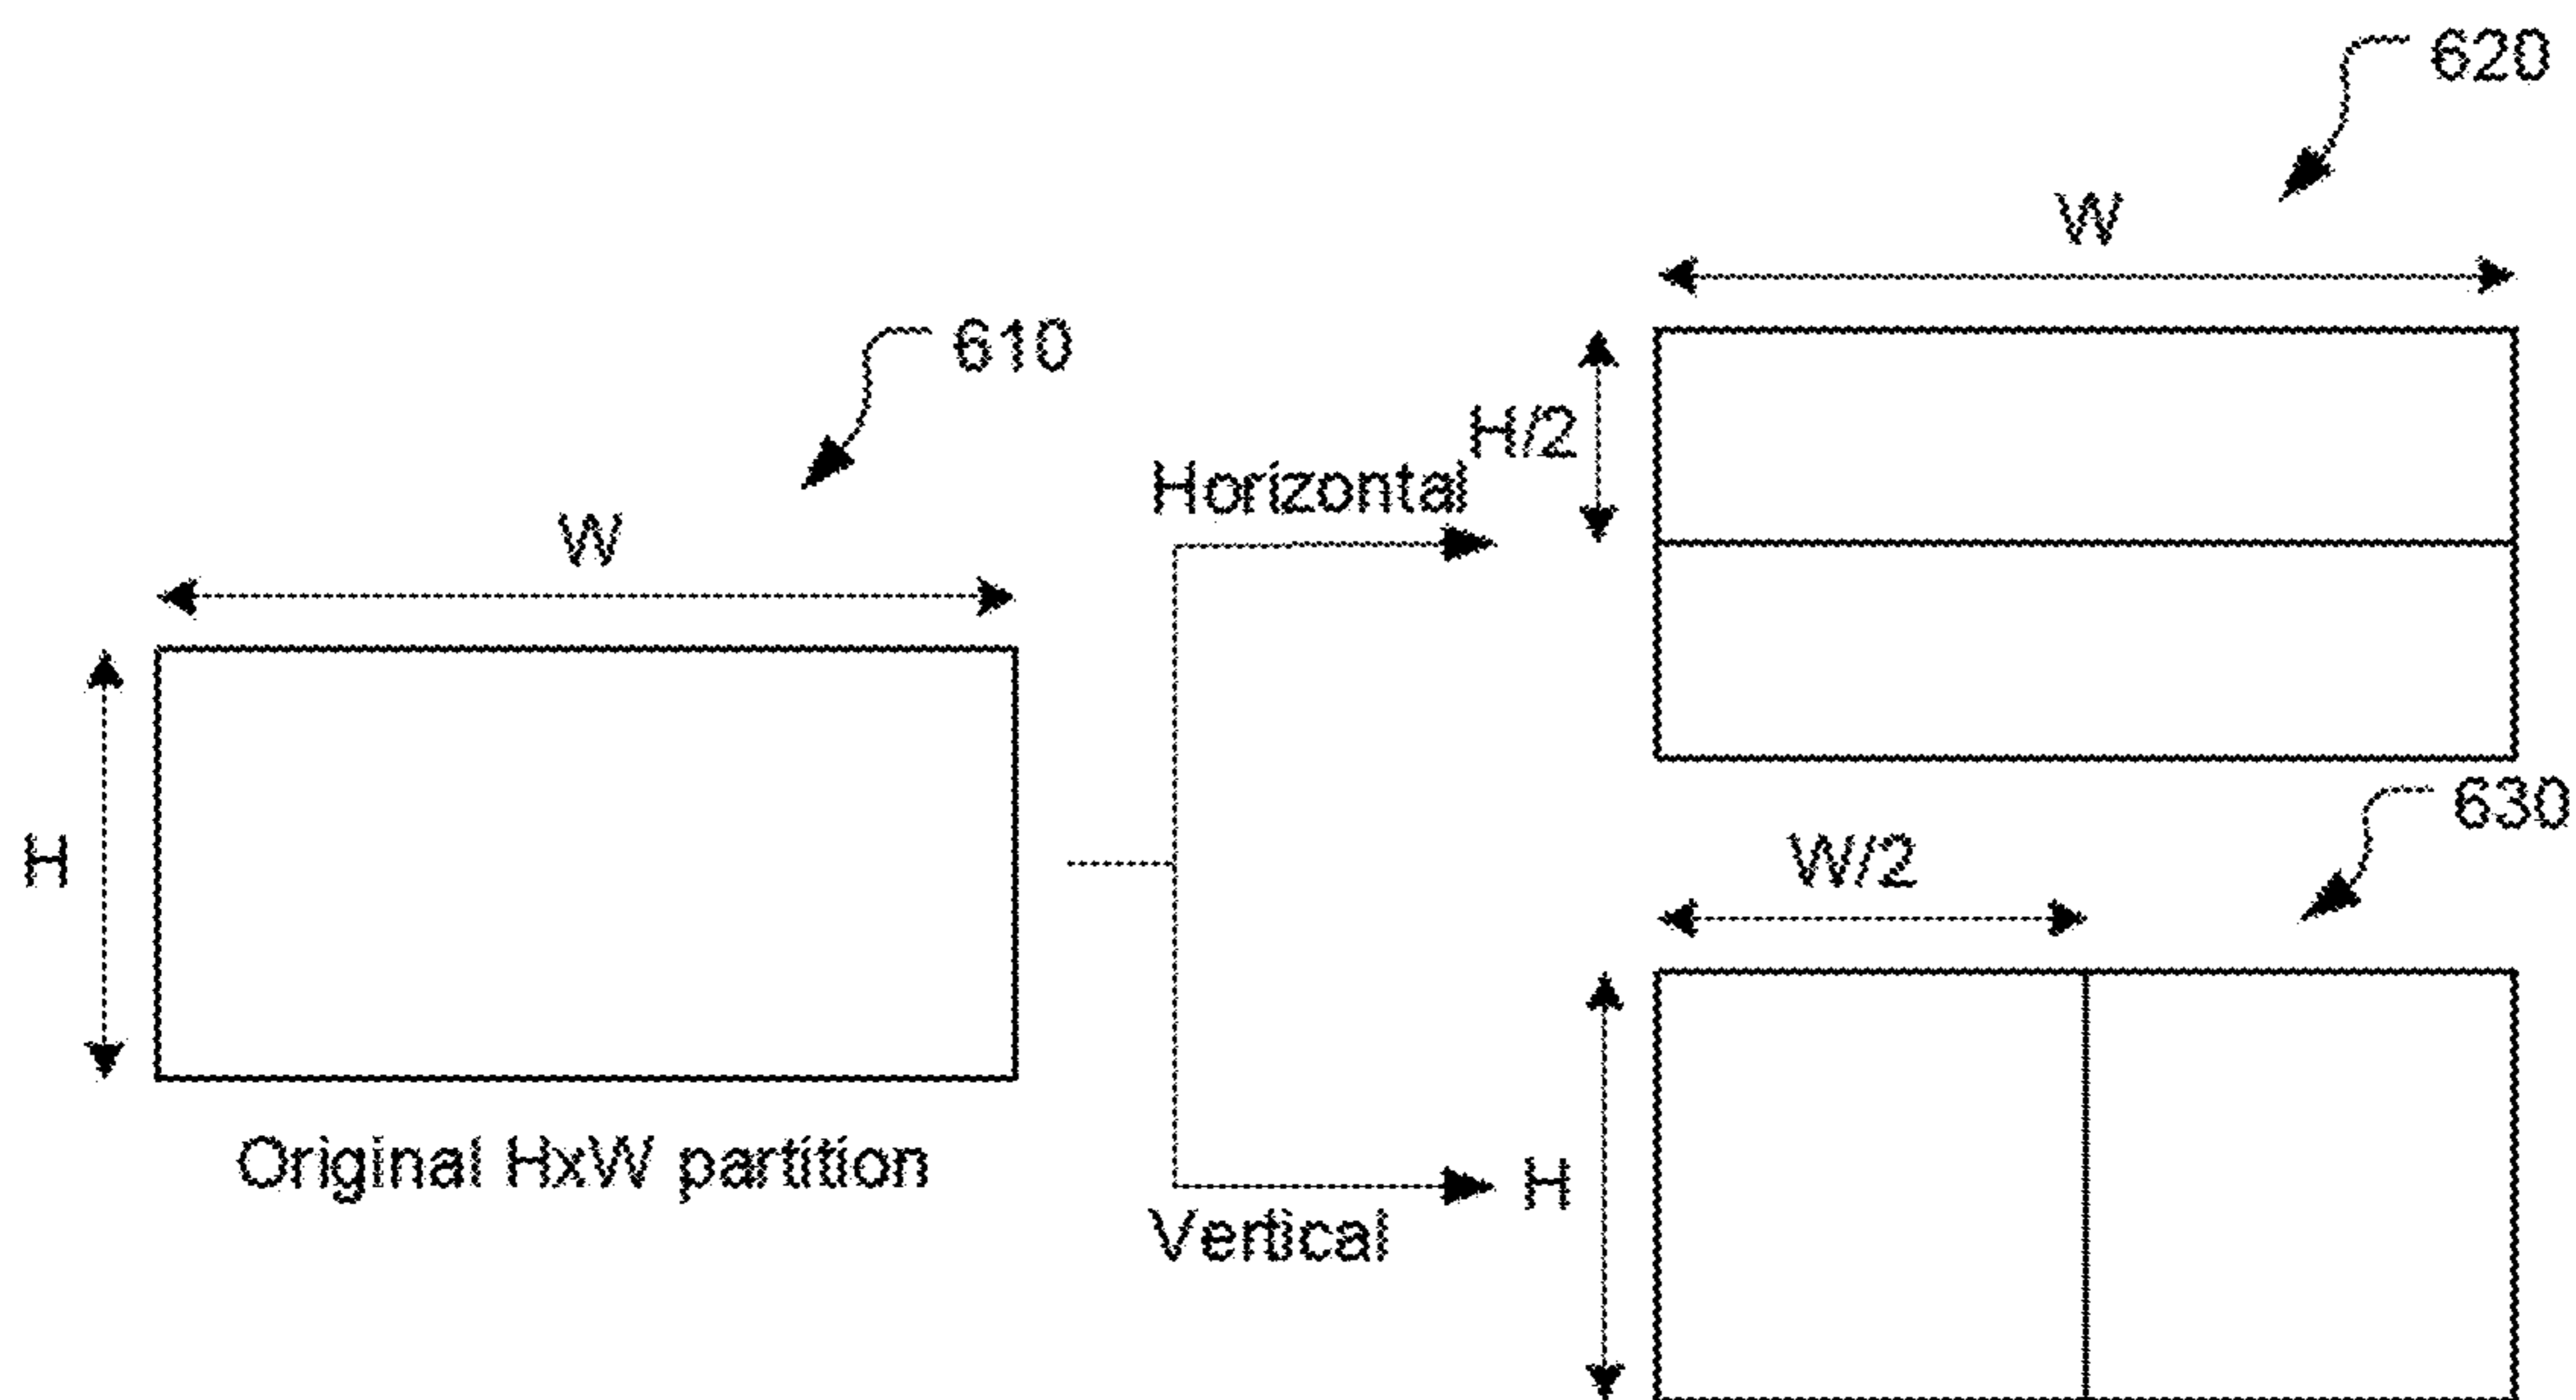 620
W
610
H/2
Horizontal
W
630
W/2
H
H
Original HxW partition
Vertical